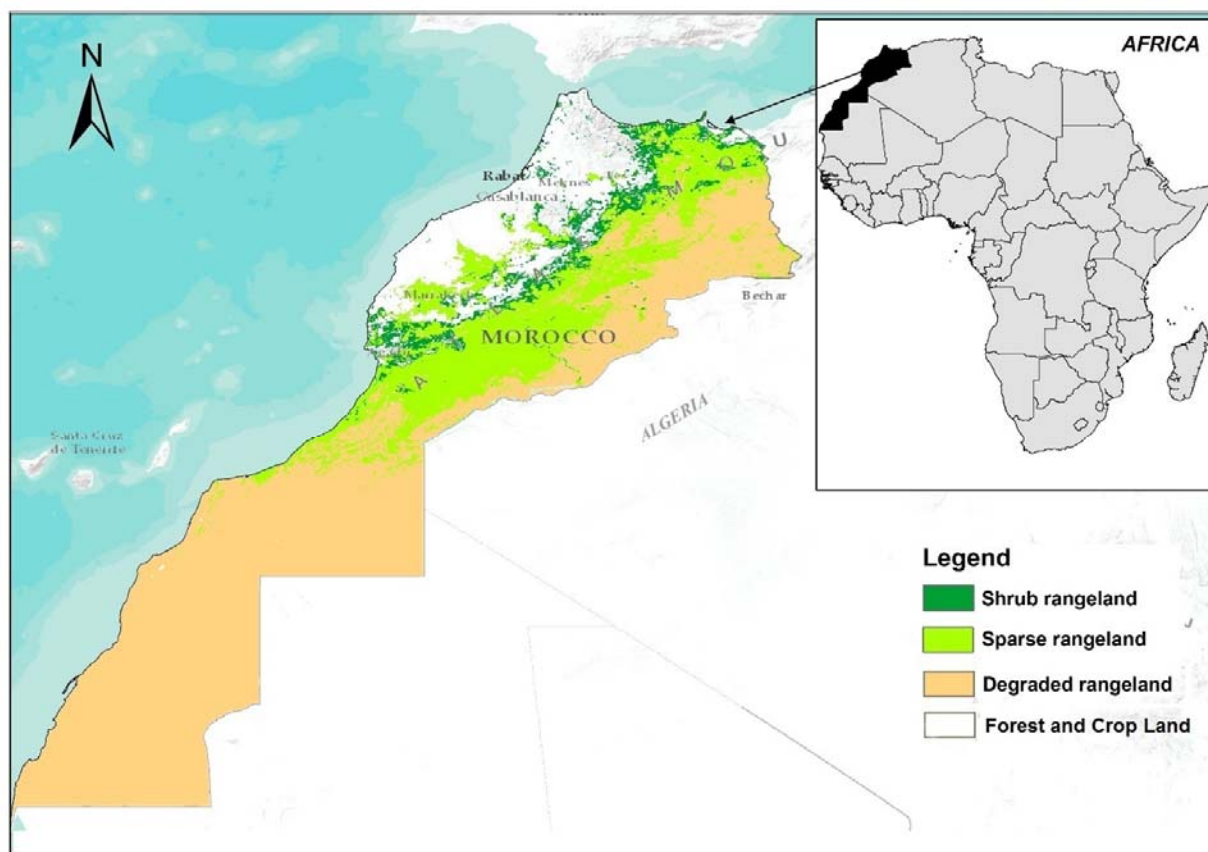 N
AFRICA
Rabat
Meknes
Casablanca
Marrakech
MOROCCO
Bechar
ALGERIA
Santa Cruz
de Tenerife
Legend
Shrub rangeland
Sparse rangeland
Degraded rangeland
Forest and Crop Land